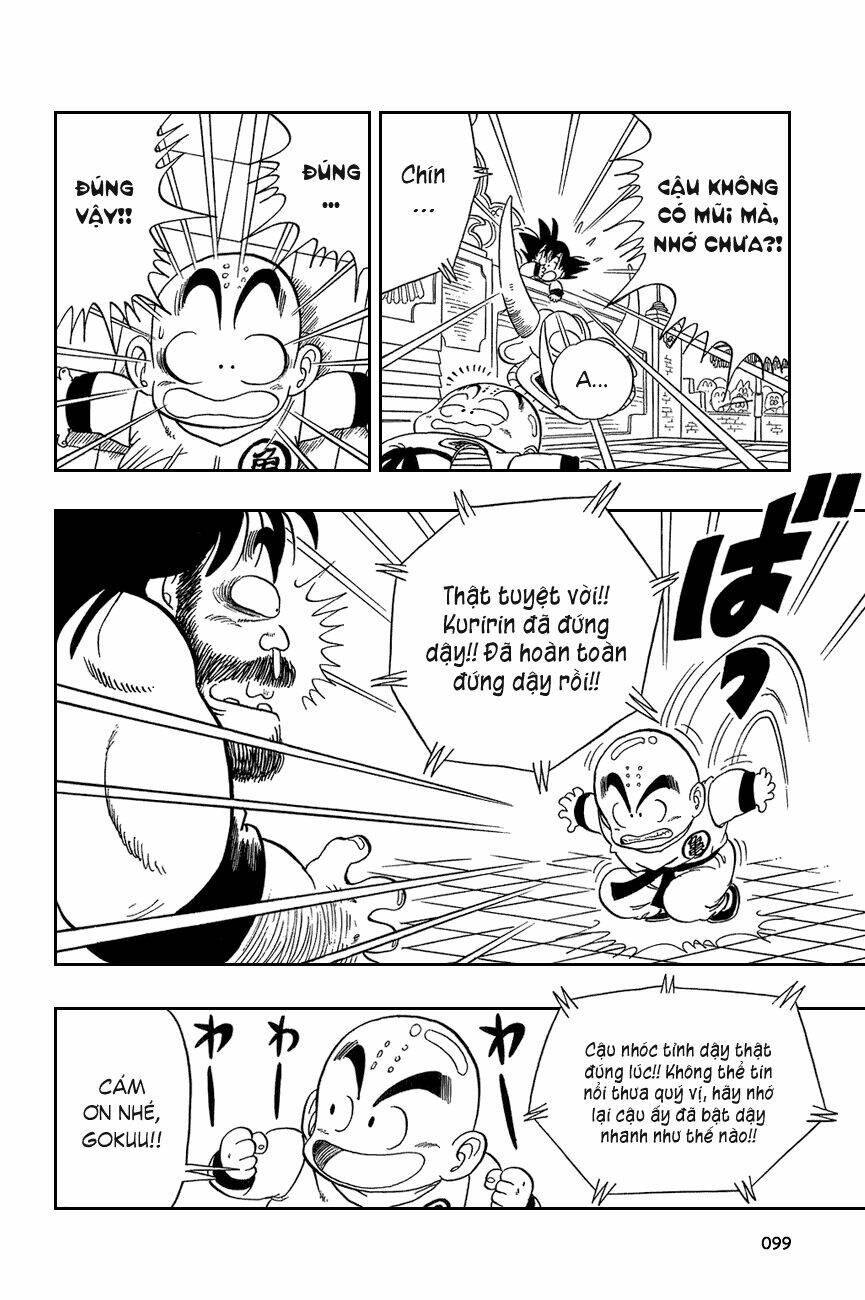 CẬU KHÔNG
CÓ MŨI MÀ,
NHỚ CHƯA?!
Chín
...
A...
ĐÚNG
...
ĐÚNG
VẬY!!
亀
ばっ
Thật tuyệt vời!!
Kuririn đã đứng
dậy!! Đã hoàn toàn
đứng dậy rồi!!
亀
Cậu nhóc tỉnh dậy thật
đúng lúc!! Không thể tin
nổi thưa quý vị, hãy nhớ
lại cậu ấy đã bật dậy
nhanh như thế nào!!
わー
わー
わー
CÁM
ƠN NHÉ,
GOKUU!!
099